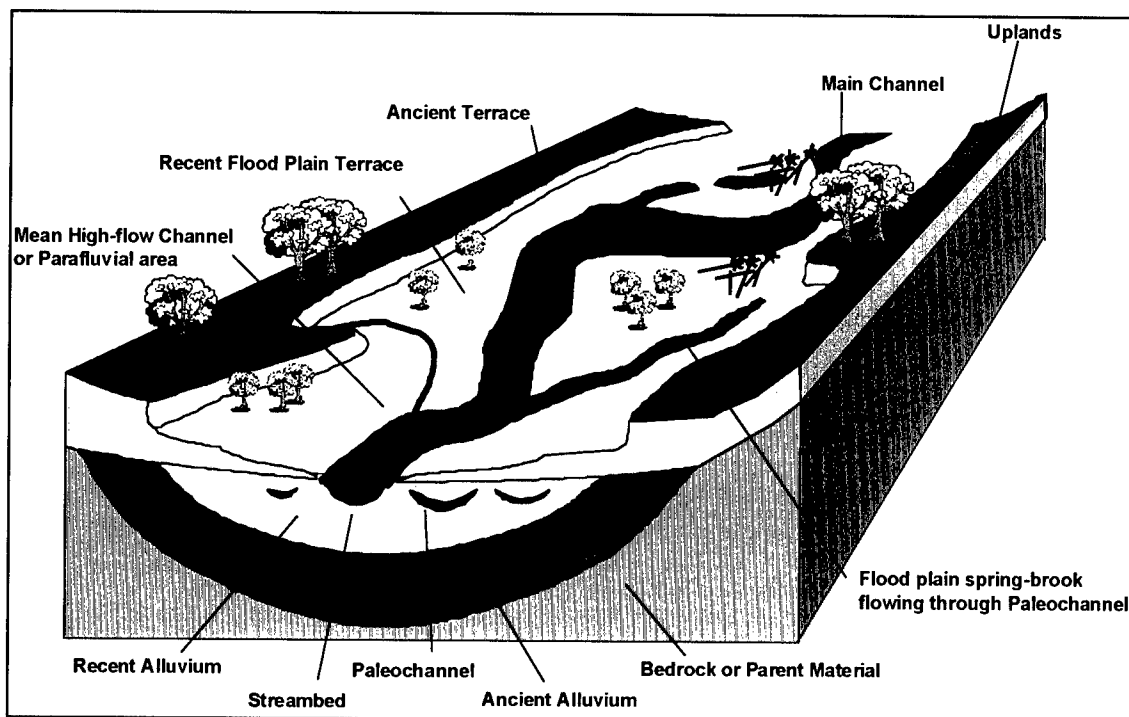 Uplands
Main Channel
Ancient Terrace
Recent Flood Plain Terrace
Mean High-flow Channel
or Parafluvial area
Flood plain spring-brook
flowing through Paleochannel
Recent Alluvium
Paleochannel
Bedrock or Parent Material
Streambed
Ancient Alluvium